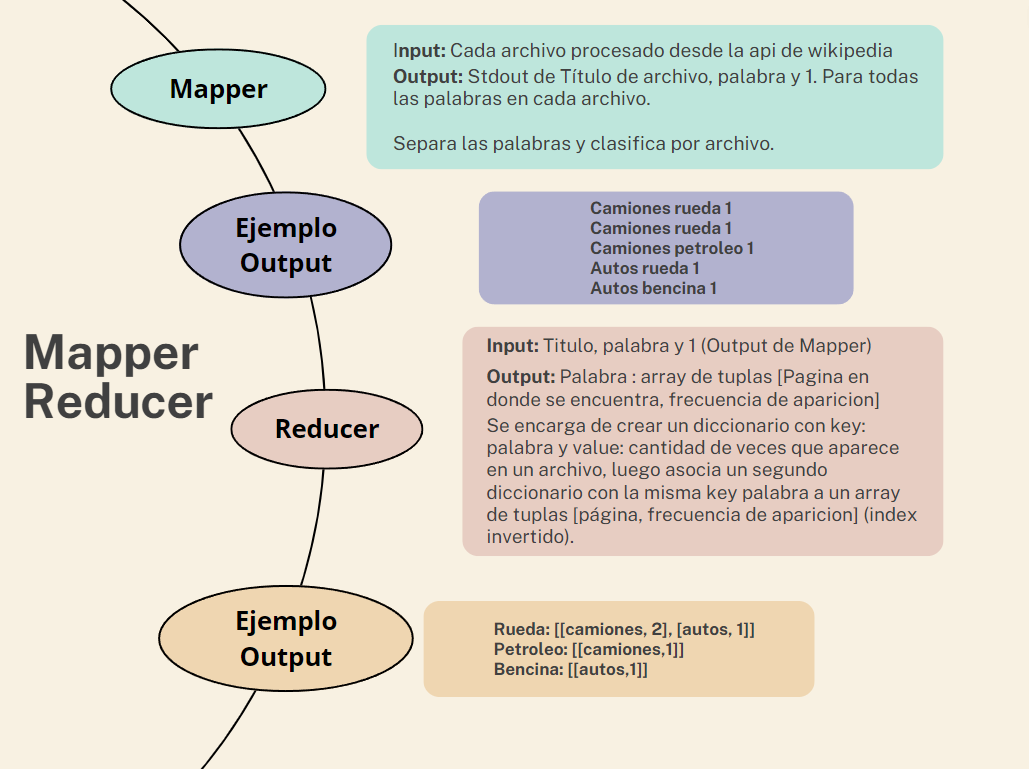 Mapper
Input: Cada archivo procesado desde la api de wikipedia
Output: Stdout de Título de archivo, palabra y 1. Para todas
las palabras en cada archivo.
Separa las palabras y clasifica por archivo.
Ejemplo
Output
Camiones rueda 1
Camiones rueda 1
Camiones petroleo 1
Autos rueda 1
Autos bencina 1
Mapper
Reducer
Reducer
Input: Titulo, palabra y 1 (Output de Mapper)
Output: Palabra : array de tuplas [Pagina en
donde se encuentra, frecuencia de aparicion]
Se encarga de crear un diccionario con key:
palabra y value: cantidad de veces que aparece
en un archivo, luego asocia un segundo
diccionario con la misma key palabra a un array
de tuplas [página, frecuencia de aparicion] (index
invertido).
Ejemplo
Output
Rueda: [[camiones, 2], [autos, 1]]
Petroleo: [[camiones,1]]
Bencina: [[autos,1]]